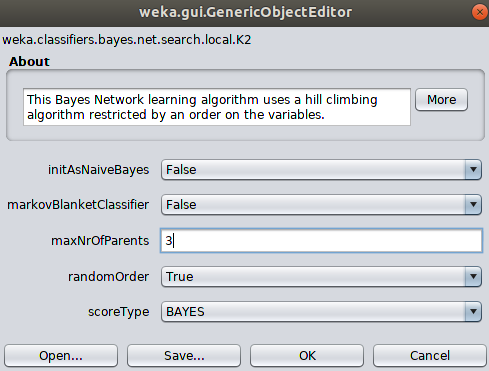 weka.gui.GenericObjectEditor
weka.classifiers.bayes.net.search.local.K2
About
This Bayes Network learning algorithm uses a hill climbing
algorithm restricted by an order on the variables.
More
initAsNaiveBayes False
markovBlanketClassifier False
maxNrOfParents 3
randomOrder True
scoreType BAYES
Open... Save... OK Cancel